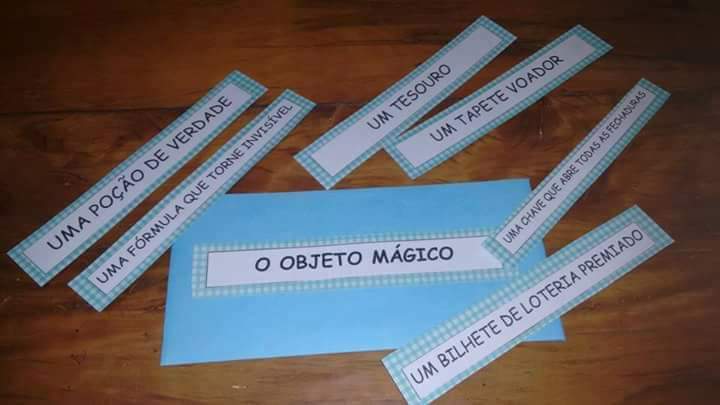 UMA POÇÃO DE VERDADE
UMA FÓRMULA QUE TORNE INVISÍVEL
UM TESOURO
UM TAPETE VOADOR
UMA CHAVE QUE ABRE TODAS AS FECHADURAS
O OBJETO MÁGICO
UM BILHETE DE LOTERIA PREMIADO